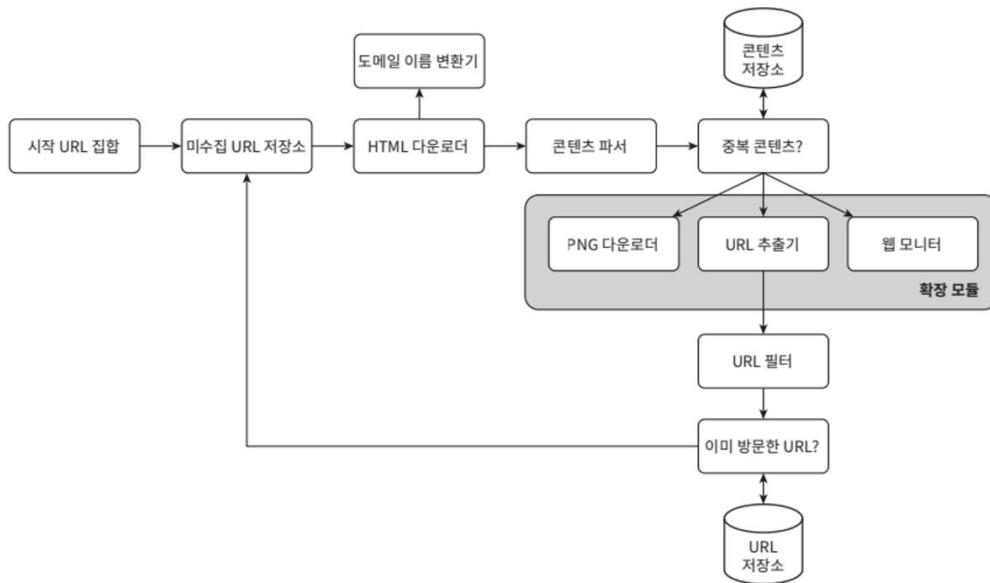 콘텐츠
저장소
도메일 이름 변환기
시작 URL 집합
미수집 URL 저장소
HTML 다운로더
콘텐츠 파서
중복 콘텐츠?
PNG 다운로더
URL 추출기
웹 모니터
확장 모듈
URL 필터
이미 방문한 URL?
URL
저장소